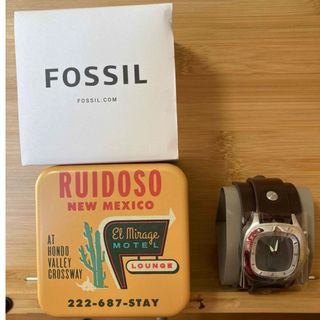 FOSSIL
FOSSIL.COM
RUIDOSO
NEW MEXICO
AT
HONDO
VALLEY
CROSSWAY
El Mirage
MOTEL
LOUNGE
222-687-STAY